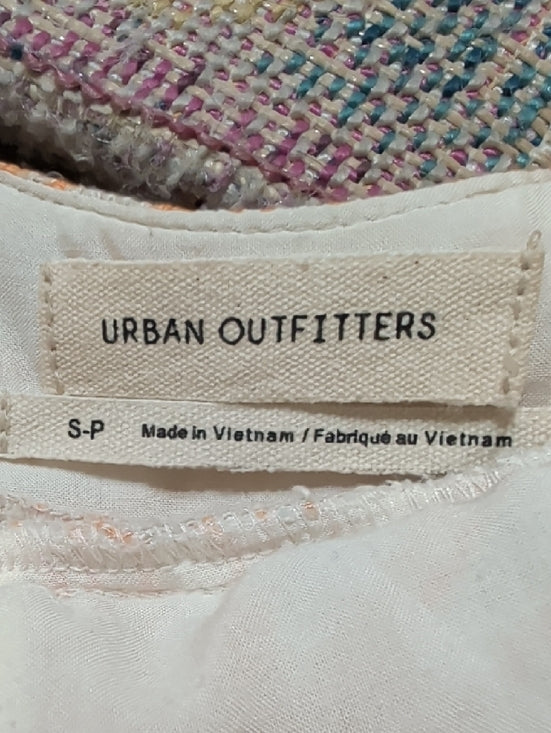 URBAN OUTFITTERS
S-P Made in Vietnam / Fabriqué au Vietnam